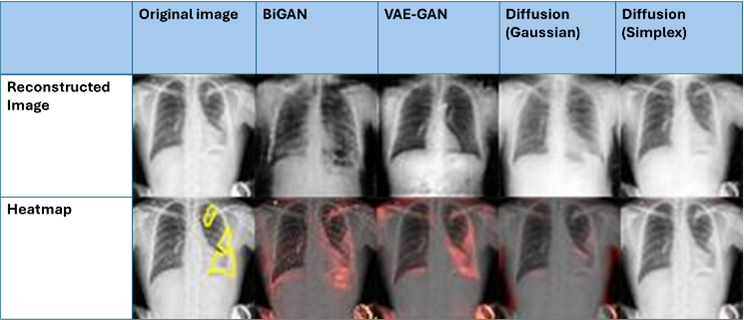 Original image
BiGAN
VAE-GAN
Diffusion
(Gaussian)
Diffusion
(Simplex)
Reconstructed
Image
Heatmap